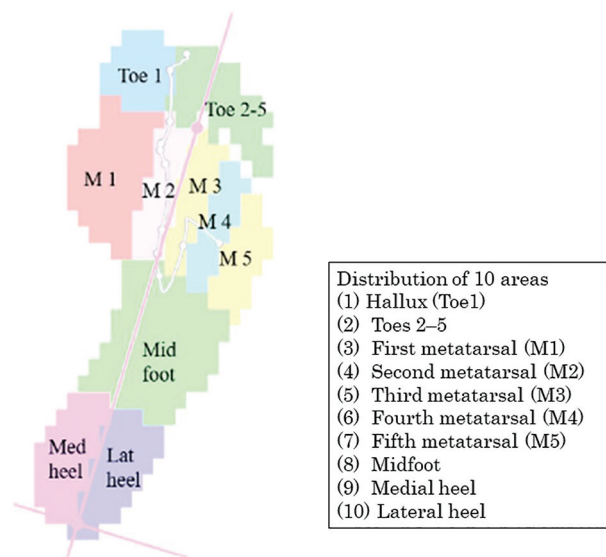 Toe 1
Toe 2-5
M 1
M 2
M 3
M 4
M 5
Mid
foot
Med
heel
Lat
heel
Distribution of 10 areas
(1) Hallux (Toe1)
(2) Toes 2–5
(3) First metatarsal (M1)
(4) Second metatarsal (M2)
(5) Third metatarsal (M3)
(6) Fourth metatarsal (M4)
(7) Fifth metatarsal (M5)
(8) Midfoot
(9) Medial heel
(10) Lateral heel